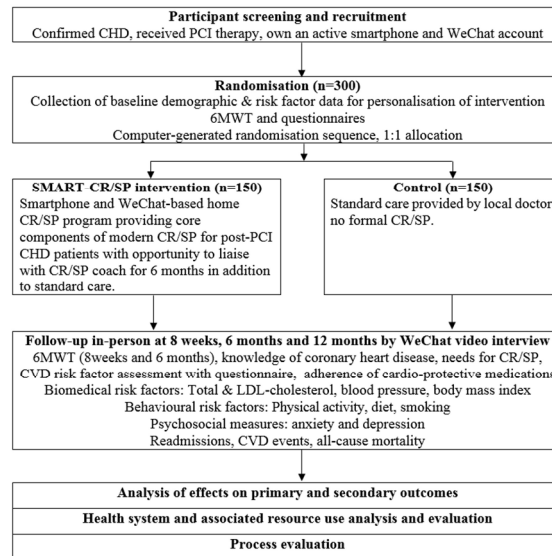 Participant screening and recruitment
Confirmed CHD, received PCI therapy, own an active smartphone and WeChat account
Randomisation (n=300)
Collection of baseline demographic & risk factor data for personalisation of intervention
6MWT and questionnaires
Computer-generated randomisation sequence, 1:1 allocation
SMART-CR/SP intervention (n=150)
Smartphone and WeChat-based home
CR/SP program providing core
components of modern CR/SP for post-PCI
CHD patients with opportunity to liaise
with CR/SP coach for 6 months in addition
to standard care.
Control (n=150)
Standard care provided by local doctor
no formal CR/SP.
Follow-up in-person at 8 weeks, 6 months and 12 months by WeChat video interview
6MWT (8weeks and 6 months), knowledge of coronary heart disease, needs for CR/SP,
CVD risk factor assessment with questionnaire, adherence of cardio-protective medications
Biomedical risk factors: Total & LDL-cholesterol, blood pressure, body mass index
Behavioural risk factors: Physical activity, diet, smoking
Psychosocial measures: anxiety and depression
Readmissions, CVD events, all-cause mortality
Analysis of effects on primary and secondary outcomes
Health system and associated resource use analysis and evaluation
Process evaluation